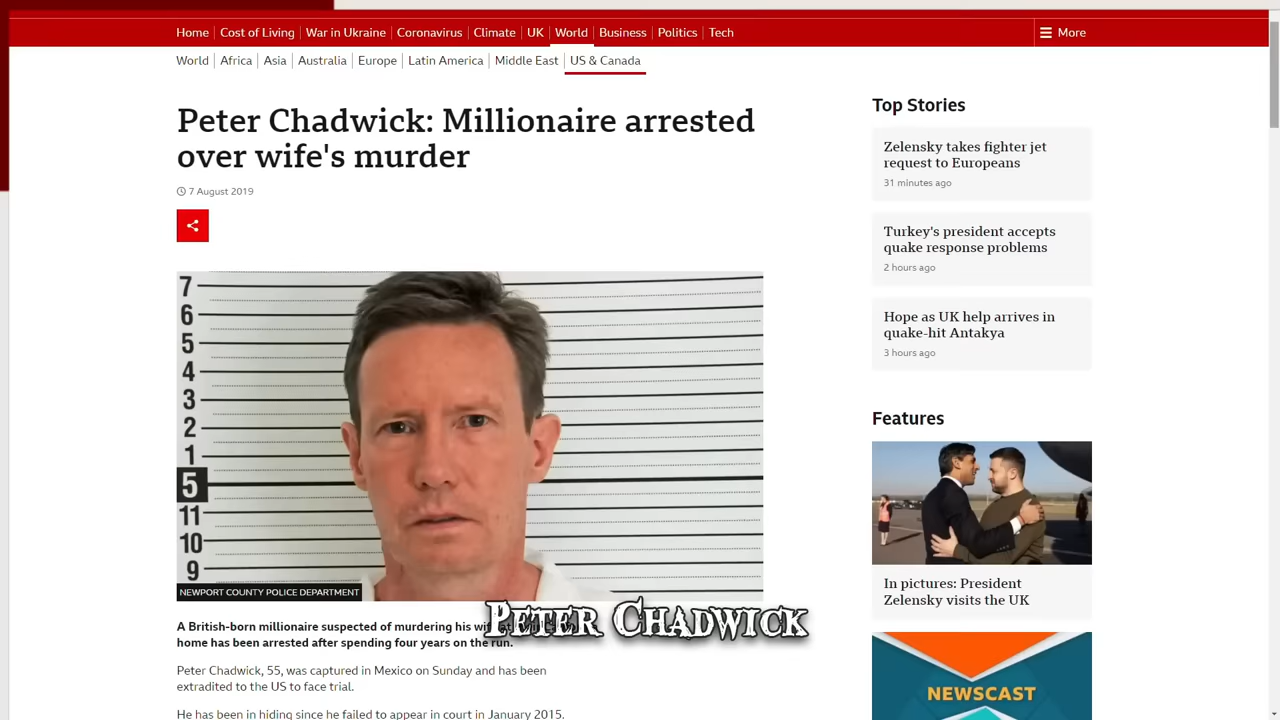 Home Cost of Living War in Ukraine Coronavirus Climate UK World Business Politics Tech More
World Africa Asia Australia Europe Latin America Middle East US & Canada
Peter Chadwick: Millionaire arrested
over wife's murder
7 August 2019
7
6
5
4
3
2
1
5
11
10
9
NEWPORT COUNTY POLICE DEPARTMENT
PETER CHADWICK
A British-born millionaire suspected of murdering his
home has been arrested after spending four years on the run.
Peter Chadwick, 55, was captured in Mexico on Sunday and has been
extradited to the US to face trial.
He has been in hiding since he failed to appear in court in January 2015.
Top Stories
Zelensky takes fighter jet
request to Europeans
31 minutes ago
Turkey's president accepts
quake response problems
2 hours ago
Hope as UK help arrives in
quake-hit Antakya
3 hours ago
Features
In pictures: President
Zelensky visits the UK
NEWSCAST